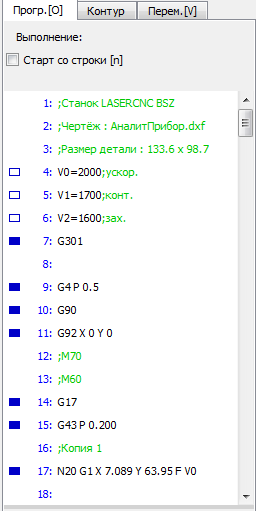 Прогр.[O] Контур Перем.[V]
Выполнение:
Старт со строки [n]
1: ;Станок LASERCNC BSZ
2: ;Чертёж : АналитПрибор.dxf
3: ;Размер детали : 133.6 x 98.7
4: V0=2000;ускор.
5: V1=1700;конт.
6: V2=1600;зах.
7: G301
8:
9: G4 P 0.5
10: G90
11: G92 X 0 Y 0
12: ;M70
13: ;M60
14: G17
15: G43 P 0.200
16: ;Копия 1
17: N20 G1 X 7.089 Y 63.95 F V0
18: